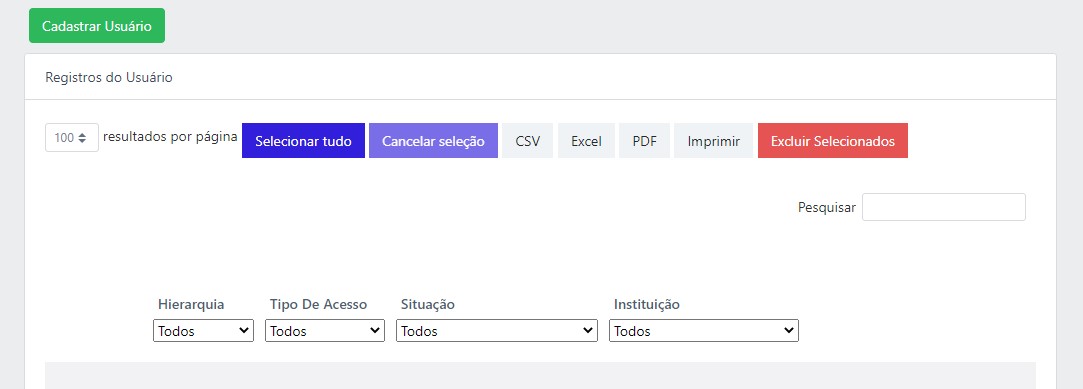 Cadastrar Usuário
Registros do Usuário
100 resultados por página Selecionar tudo Cancelar seleção CSV Excel PDF Imprimir Excluir Selecionados
Pesquisar
Hierarquia Tipo De Acesso Situação Instituição
Todos Todos Todos Todos